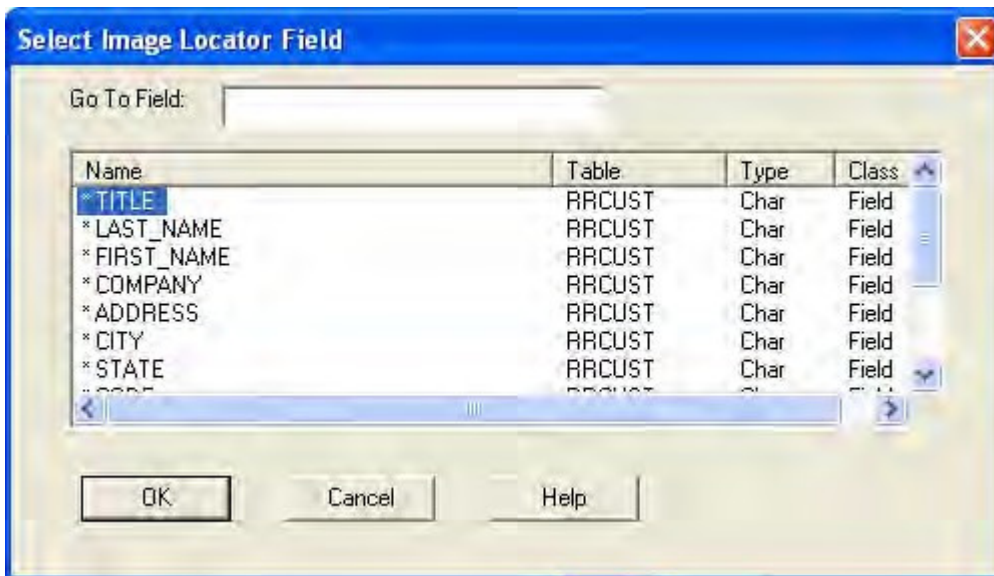 Select Image Locator Field
Go To Field:
Name Table Type Class
* TITLE RRCUST Char Field
* LAST_NAME RRCUST Char Field
* FIRST_NAME RRCUST Char Field
* COMPANY RRCUST Char Field
* ADDRESS RRCUST Char Field
* CITY RRCUST Char Field
* STATE RRCUST Char Field
OK Cancel Help